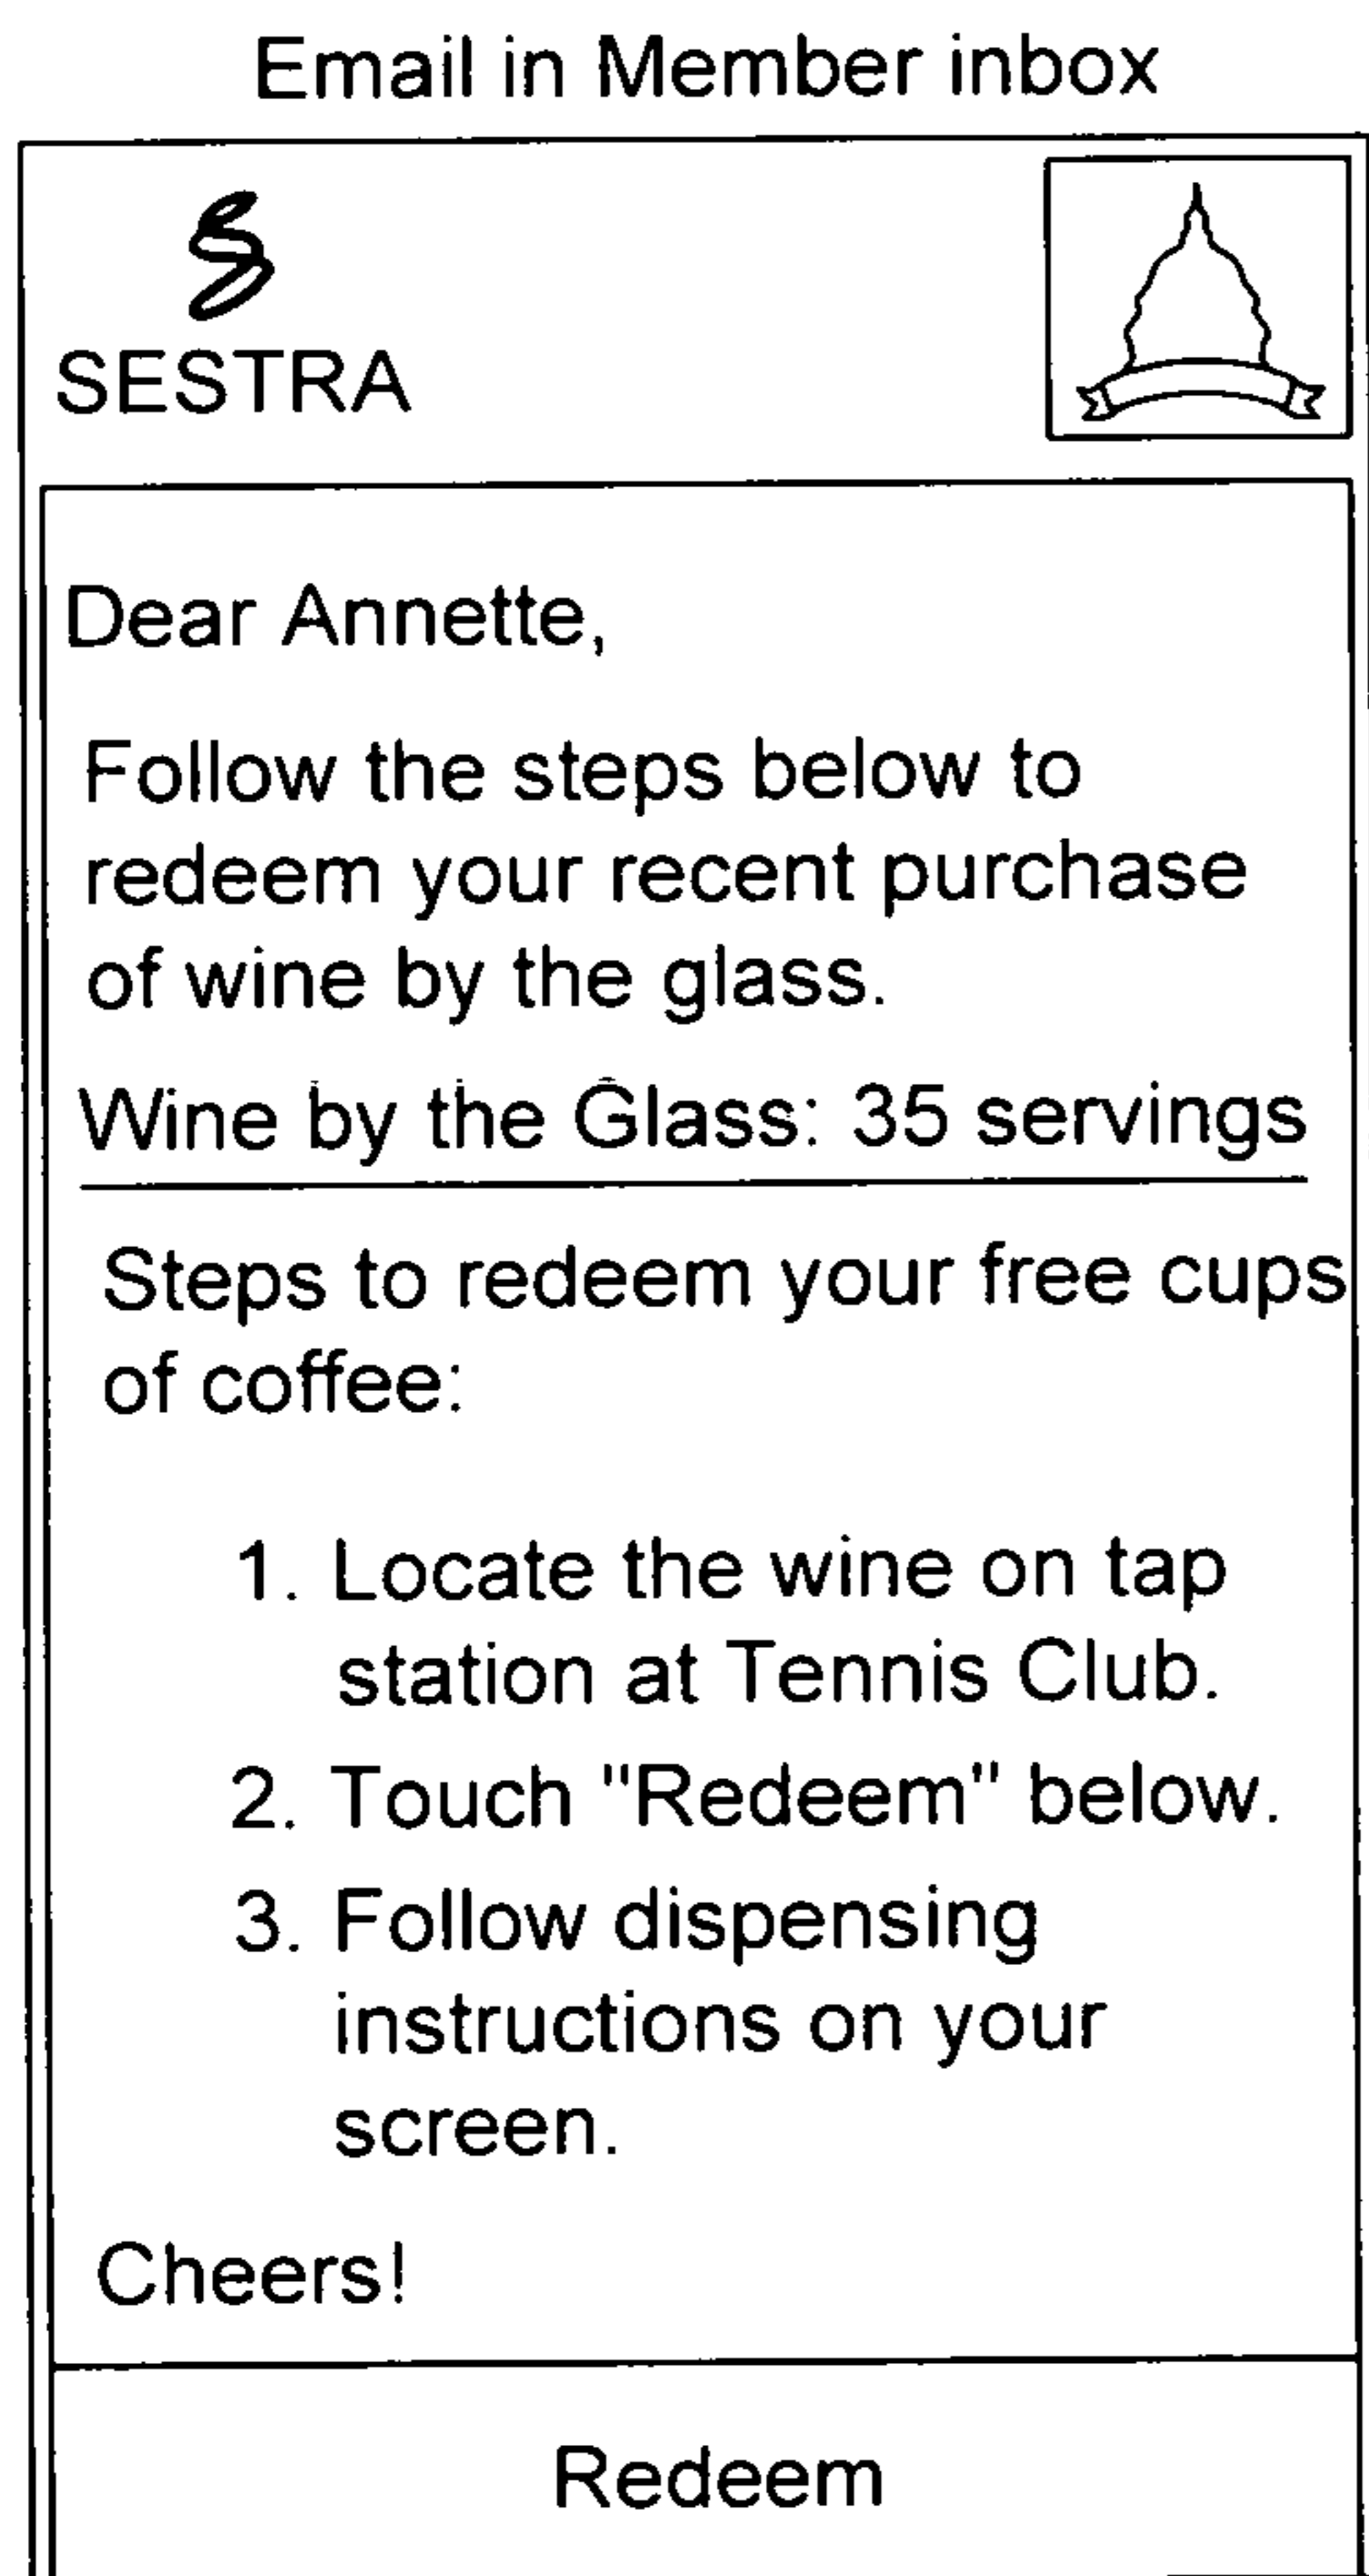 Email in Member inbox
SESTRA
Dear Annette,
Follow the steps below to
redeem your recent purchase
of wine by the glass.
Wine by the Glass: 35 servings
Steps to redeem your free cups
of coffee:
1. Locate the wine on tap
station at Tennis Club.
2. Touch "Redeem" below.
3. Follow dispensing
instructions on your
screen.
Cheers!
Redeem